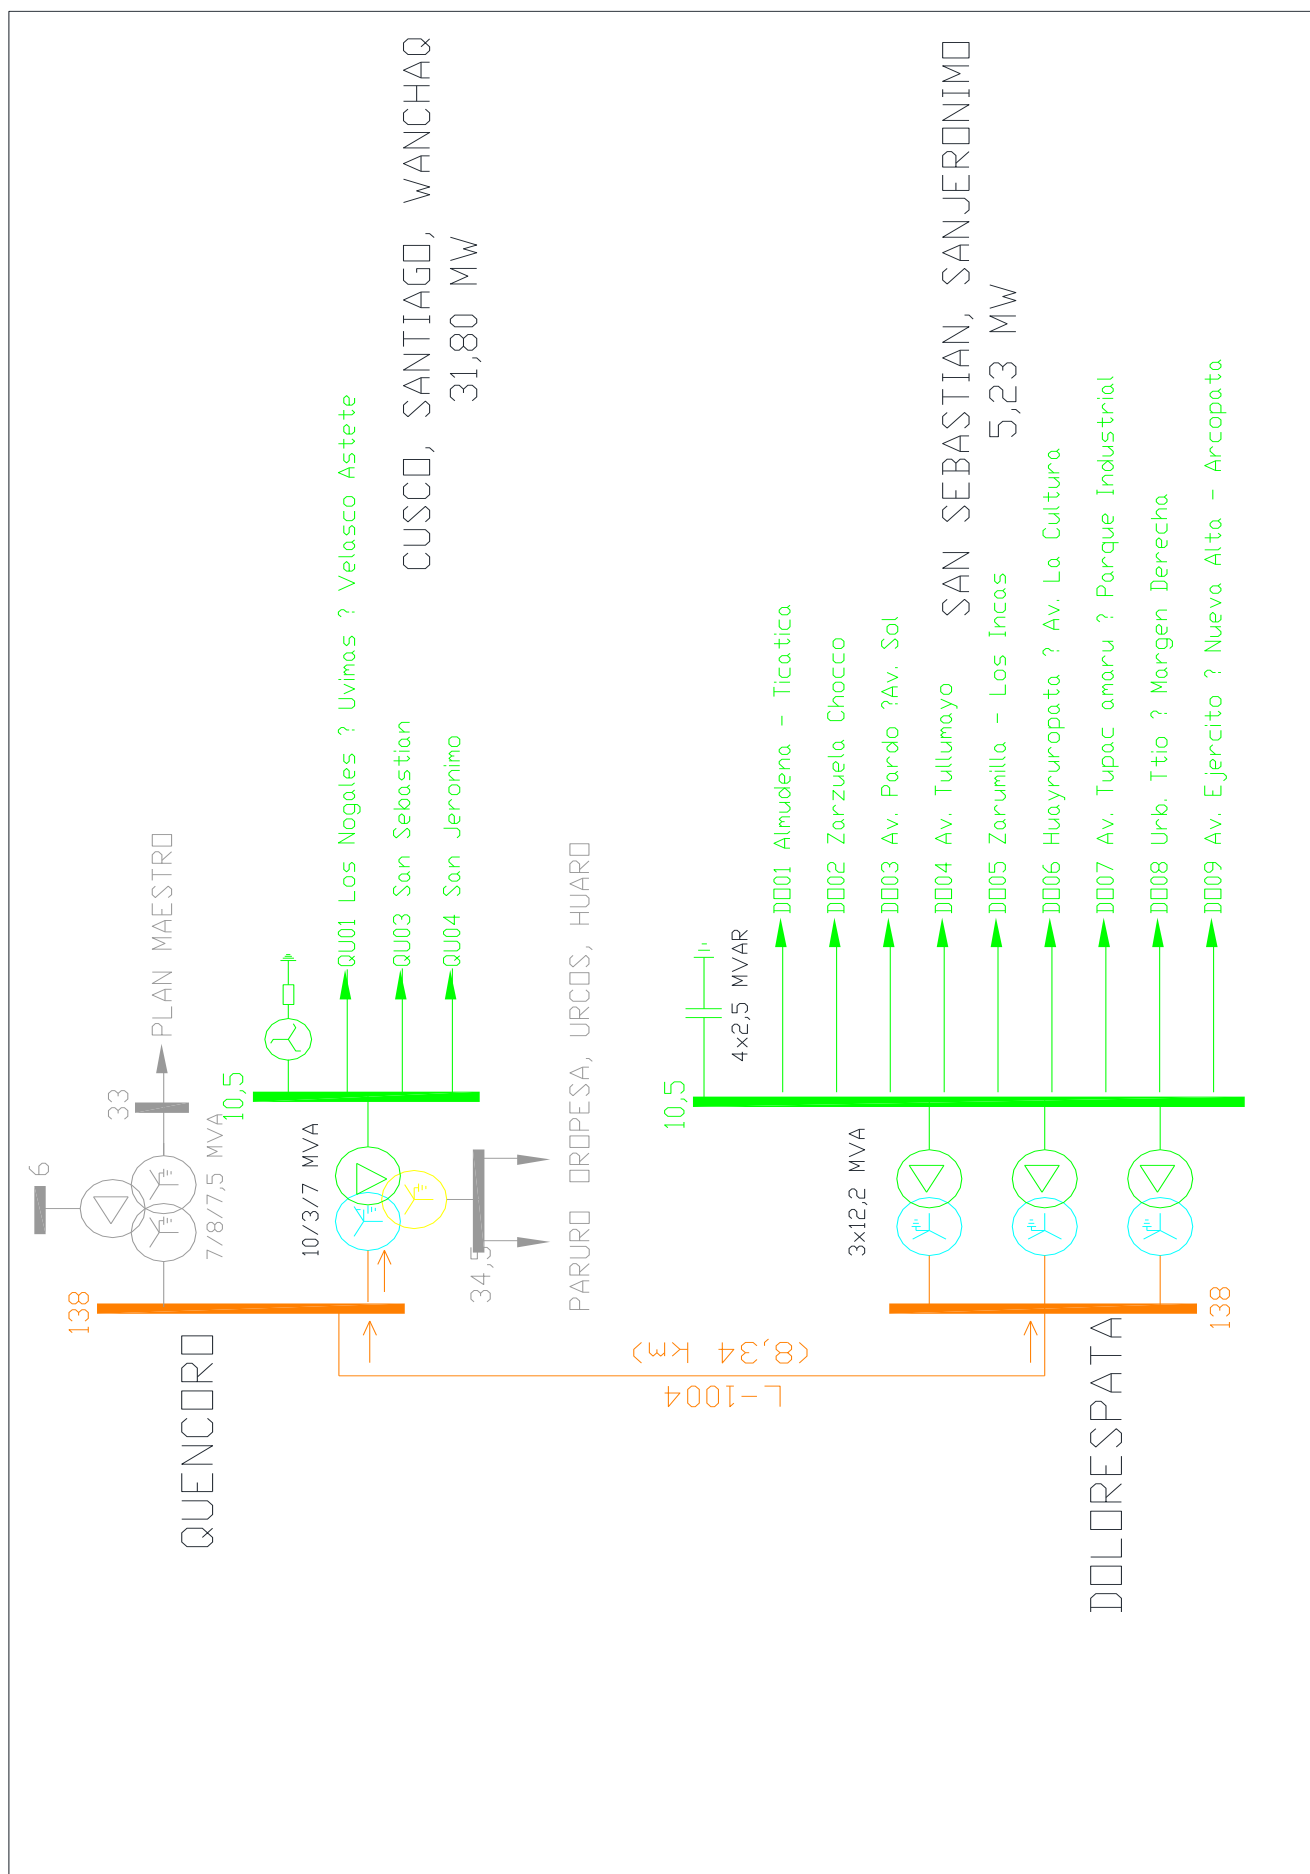 QUENCORO
138
6
7/8/7,5 MVA
33
PLAN MAESTRO
10/3/7 MVA
10,5
QU01 Los Nogales ? Uvimas ? Velasco Astete
QU03 San Sebastian
QU04 San Jeronimo
CUSCO, SANTIAGO, WANCHAQ
31,80 MW
34,5
PARURO OROPESA, URCOS, HUARO
L-1004
(8,34 km)
DOLORESPATA
138
3x12,2 MVA
10,5
4x2,5 MVAR
DO01 Almudena - Ticatica
DO02 Zarzuela Chocco
DO03 Av. Pardo ?Av. Sol
DO04 Av. Tullumayo
DO05 Zarumilla - Los Incas
DO06 Huayruropata ? Av. La Cultura
DO07 Av. Tupac amaru ? Parque Industrial
DO08 Urb. Ttio ? Margen Derecha
DO09 Av. Ejercito ? Nueva Alta - Arcopata
SAN SEBASTIAN, SANJERONIMO
5,23 MW